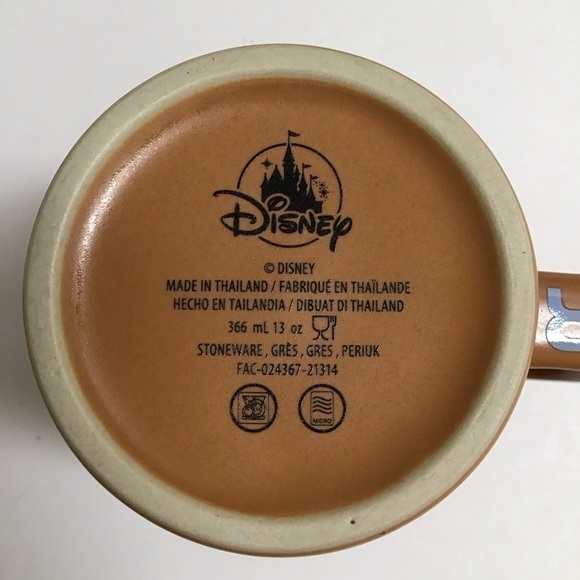 Disney
© DISNEY
MADE IN THAILAND / FABRIQUÉ EN THAÏLANDE
HECHO EN TAILANDIA / DIBUAT DI THAILAND
366 mL 13 oz
STONEWARE , GRÈS , GRES , PERIUK
FAC-024367-21314
MICRO